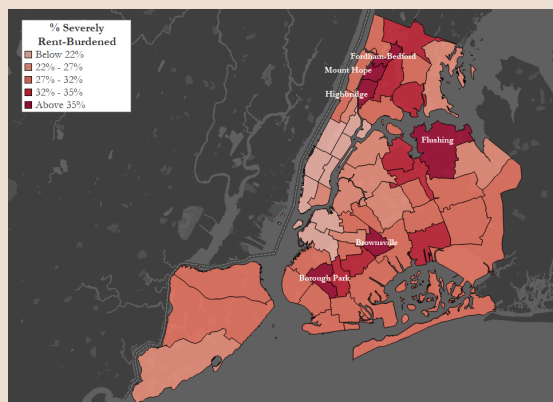 % Severely
Rent-Burdened
Below 22%
22% - 27%
27% - 32%
32% - 35%
Above 35%
Fordham-Bedford
Mount Hope
Highbridge
Flushing
Brownsville
Borough Park